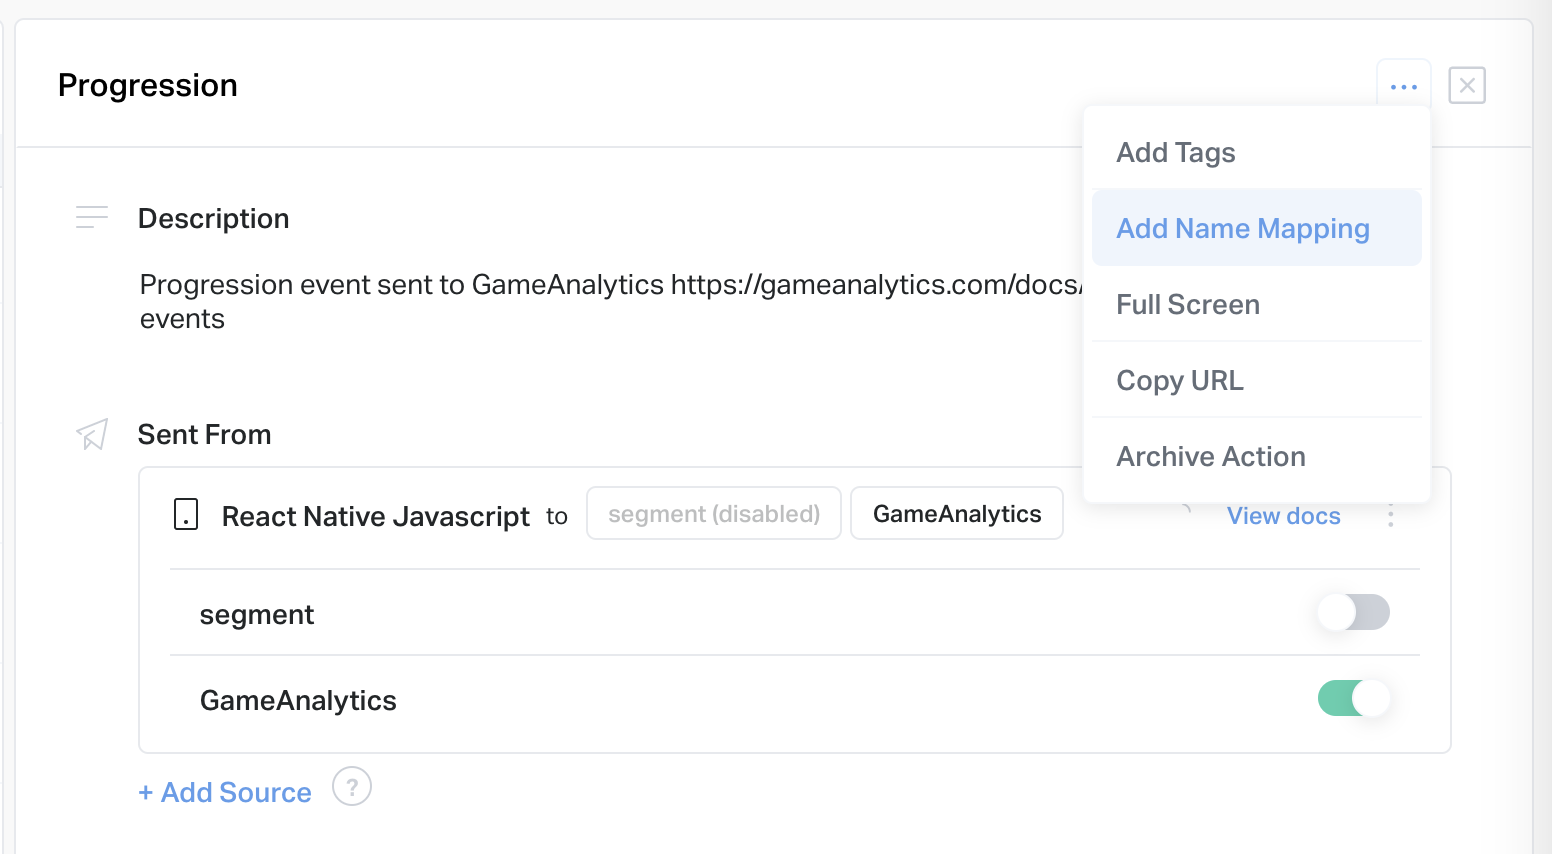 Progression
Add Tags
Add Name Mapping
Full Screen
Copy URL
Archive Action
Description
Progression event sent to GameAnalytics https://gameanalytics.com/docs/
events
Sent From
React Native Javascript to segment (disabled) GameAnalytics View docs
segment
GameAnalytics
+ Add Source ?